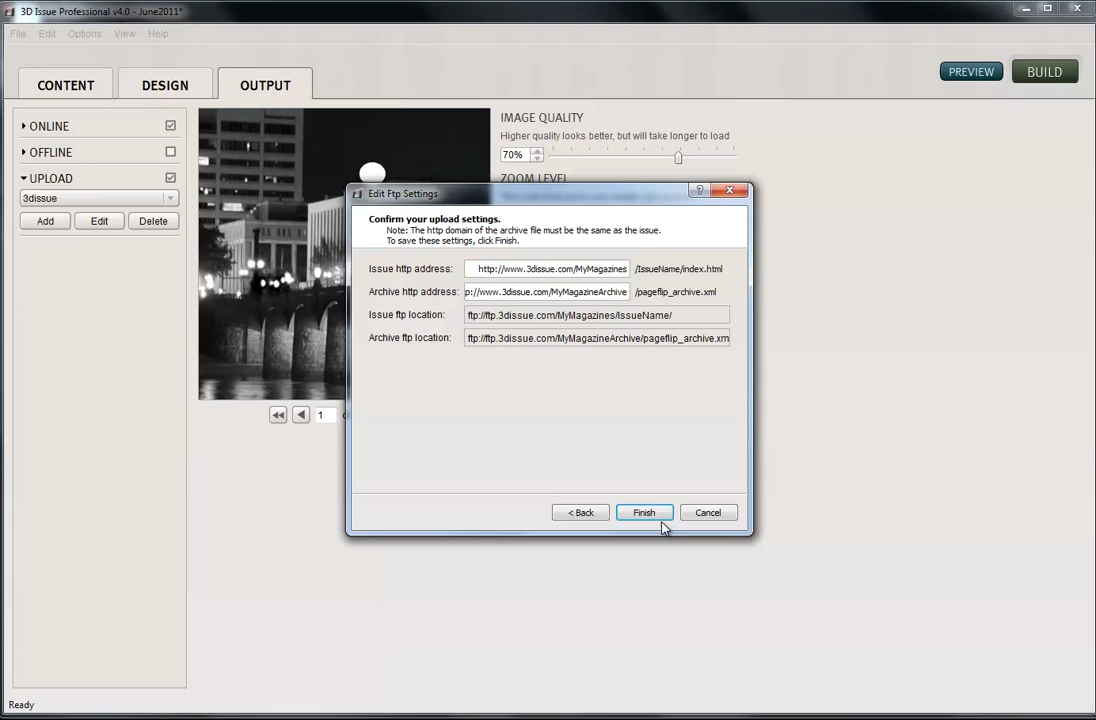 3D Issue Professional v4.0 - June2011*
File Edit Options View Help
CONTENT DESIGN OUTPUT PREVIEW BUILD
ONLINE
OFFLINE
UPLOAD
3dissue
Add Edit Delete
IMAGE QUALITY
Higher quality looks better, but will take longer to load
70%
ZOOM LEVEL
Edit Ftp Settings
Confirm your upload settings.
Note: The http domain of the archive file must be the same as the issue.
To save these settings, click Finish.
Issue http address: http://www.3dissue.com/MyMagazines /IssueName/index.html
Archive http address: p://www.3dissue.com/MyMagazineArchive /pageflip_archive.xml
Issue ftp location: ftp://ftp.3dissue.com/MyMagazines/IssueName/
Archive ftp location: ftp://ftp.3dissue.com/MyMagazineArchive/pageflip_archive.xm
1
< Back Finish Cancel
Ready